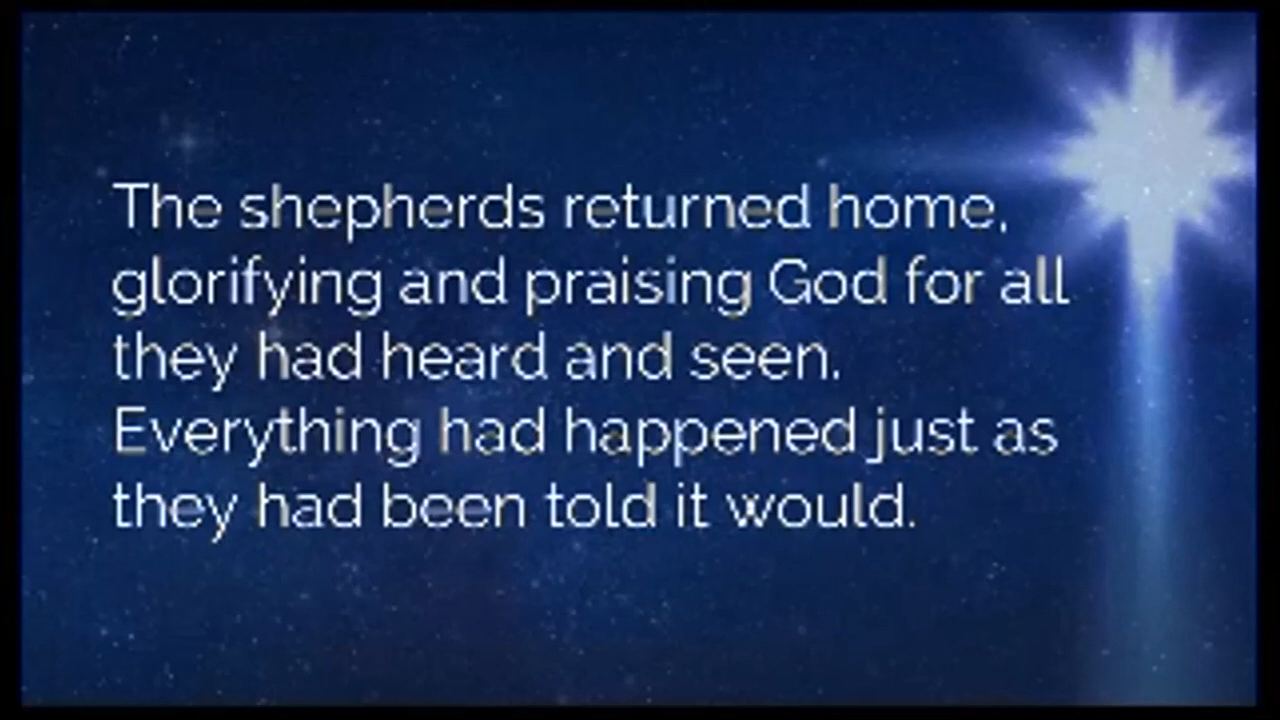 The shepherds returned home,
glorifying and praising God for all
they had heard and seen.
Everything had happened just as
they had been told it would.